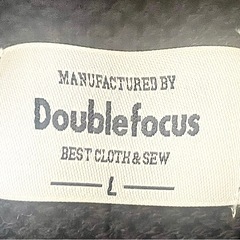 MANUFACTURED BY
Doublefocus
BEST CLOTH & SEW
L